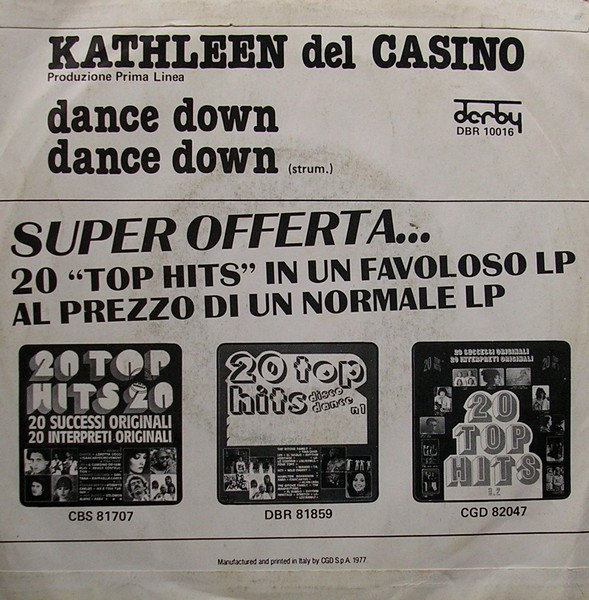 KATHLEEN del CASINO
Produzione Prima Linea
dance down
dance down (strum.)
derby
DBR 10016
SUPER OFFERTA...
20 “TOP HITS” IN UN FAVOLOSO LP
AL PREZZO DI UN NORMALE LP
20 TOP
HITS 20
20 SUCCESSI ORIGINALI
20 INTERPRETI ORIGINALI
CBS 81707
20 top
hits disco
dance
n1
DBR 81859
20 SUCCESSI ORIGINALI
20 INTERPRETI ORIGINALI
20
TOP
HITS
CGD 82047
Manufactured and printed in Italy by CGD S.p.A. 1977.